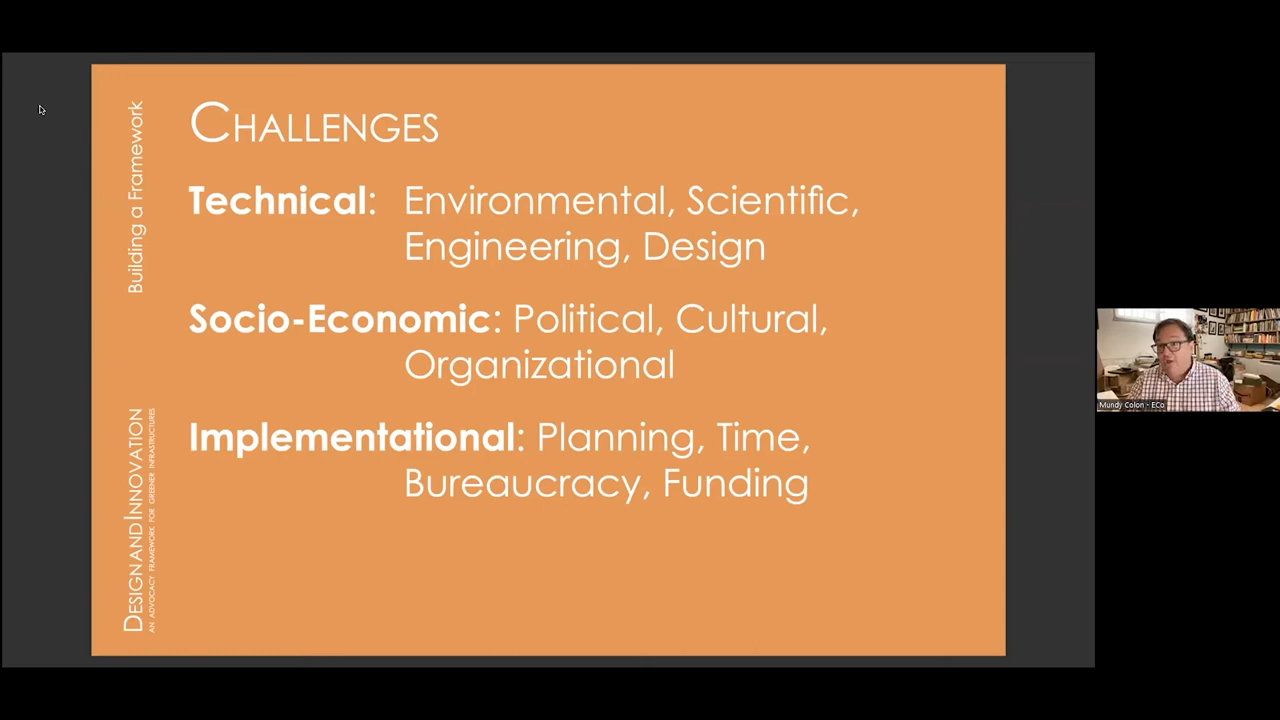 CHALLENGES
Technical: Environmental, Scientific,
Engineering, Design
Socio-Economic: Political, Cultural,
Organizational
Implementational: Planning, Time,
Bureaucracy, Funding
Building a Framework
DESIGN AND INNOVATION
AN ADVOCACY FRAMEWORK FOR GREENER INFRASTRUCTURES
Mundy Colon - ECo